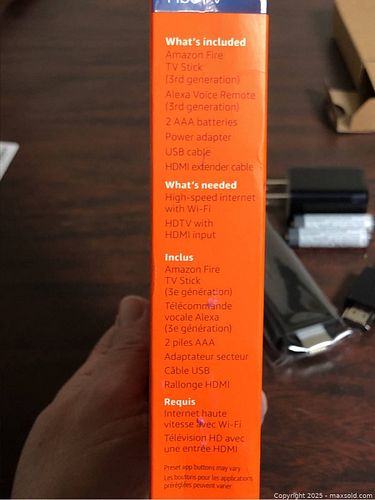 What's included
Amazon Fire
TV Stick
(3rd generation)
Alexa Voice Remote
(3rd generation)
2 AAA batteries
Power adapter
USB cable
HDMI extender cable
What's needed
High-speed internet
with Wi-Fi
HDTV with
HDMI input
Inclus
Amazon Fire
TV Stick
(3e génération)
Télécommande
vocale Alexa
(3e génération)
2 piles AAA
Adaptateur secteur
Câble USB
Rallonge HDMI
Requis
Internet haute
vitesse avec Wi-Fi
Télévision HD avec
une entrée HDMI
Preset app buttons may vary
Les boutons pour les applications
préréglées peuvent varier
Copyright 2025 - maxsold.com